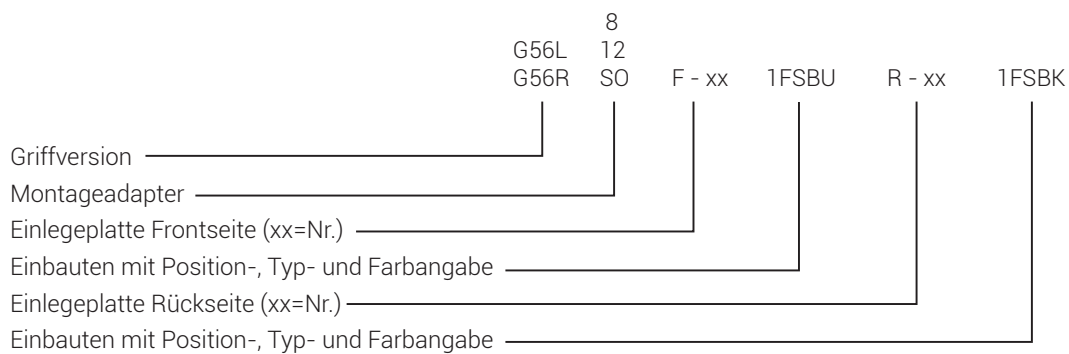 8
G56L 12
G56R SO F - xx 1FSBU R - xx 1FSBK
Griffversion
Montageadapter
Einlegeplatte Frontseite (xx=Nr.)
Einbauten mit Position-, Typ- und Farbangabe
Einlegeplatte Rückseite (xx=Nr.)
Einbauten mit Position-, Typ- und Farbangabe